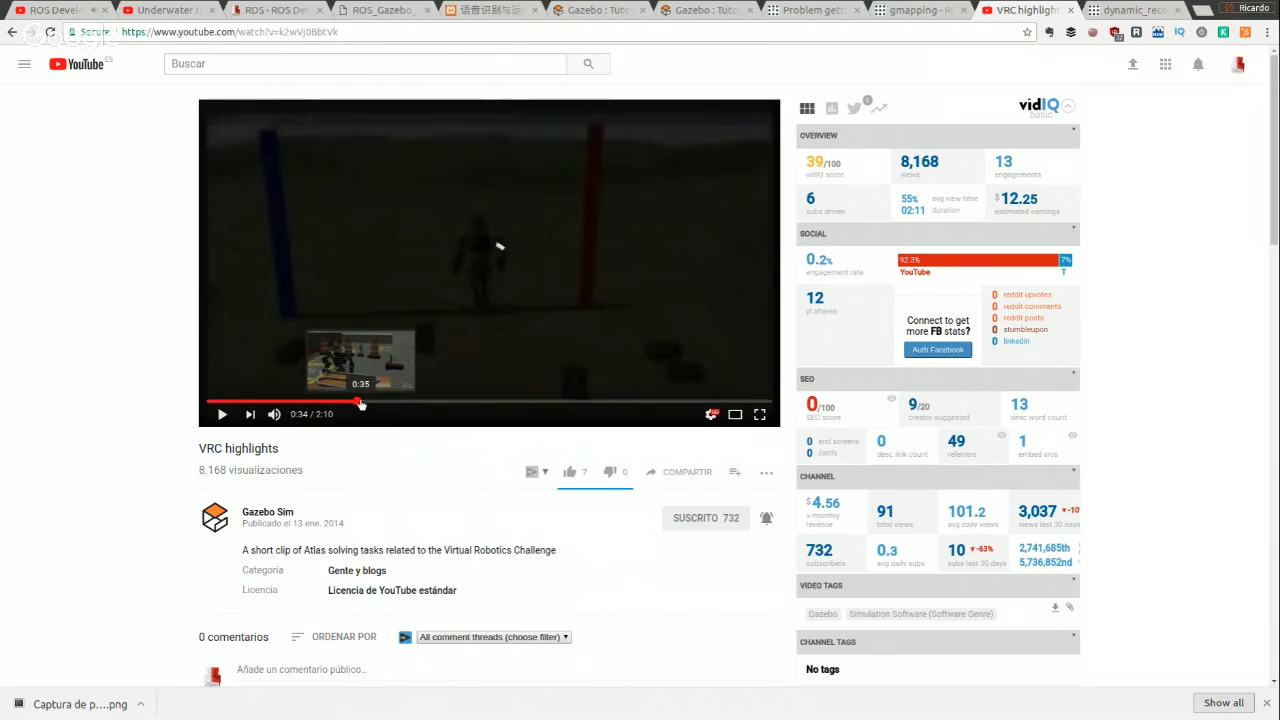 ROS Develo
Underwater f
RDS - ROS Dev
ROS_Gazebo_
语音识别与运
Gazebo : Tuto
Gazebo : Tuto
Problem gett
gmapping - R
VRC highligh
dynamic_reco
Ricardo
Secure
https://www.youtube.com/watch?v=k2wVj0BbtVk
YouTube ES
Buscar
vidIQ
basic
OVERVIEW
39/100
vidIQ score
8,168
views
13
engagements
6
subs driven
55% avg view time
02:11 duration
$12.25
estimated earnings
SOCIAL
0.2%
engagement rate
92.3%
7%
YouTube
T
12
yt shares
Connect to get
more FB stats?
Auth Facebook
0 reddit upvotes
0 reddit comments
0 reddit posts
0 stumbleupon
0 linkedin
0:35
0:34 / 2:10
SEO
0/100
SEO score
9/20
creator suggested
13
desc word count
0 end screens
0 cards
0
desc link count
49
referrers
1
embed srcs
VRC highlights
8.168 visualizaciones
7
0
COMPARTIR
CHANNEL
$4.56
≈ monthly
revenue
91
total views
101.2
avg daily views
3,037 ▼-10
views last 30 days
732
subscribers
0.3
avg daily subs
10 ▼-63%
subs last 30 days
2,741,685th
5,736,852nd
Gazebo Sim
Publicado el 13 ene. 2014
SUSCRITO 732
A short clip of Atlas solving tasks related to the Virtual Robotics Challenge
Categoría Gente y blogs
Licencia Licencia de YouTube estándar
VIDEO TAGS
Gazebo
Simulation Software (Software Genre)
CHANNEL TAGS
No tags
0 comentarios
ORDENAR POR
All comment threads (choose filter)
Añade un comentario público...
Captura de p....png
Show all